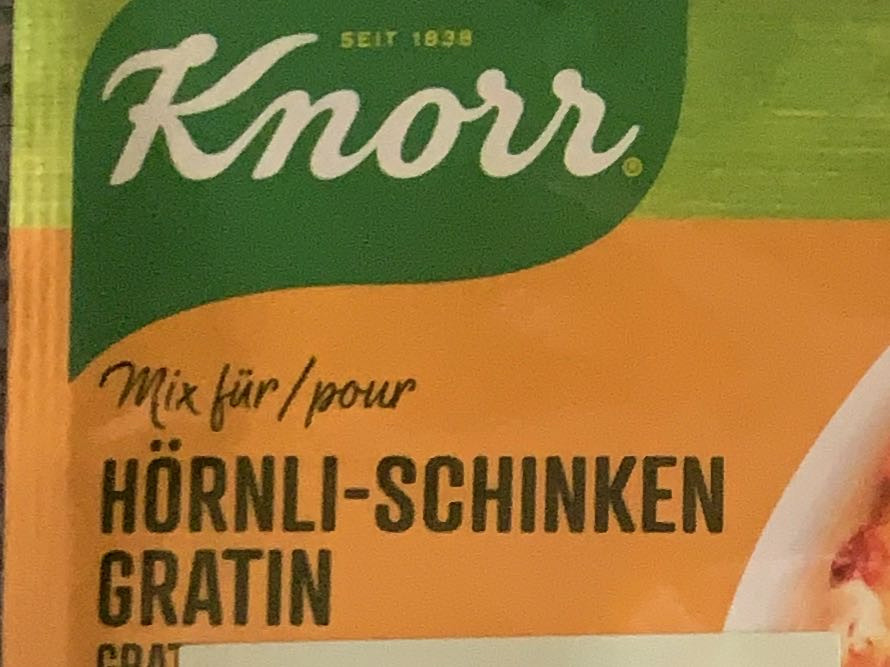 SEIT 1838
Knorr®
Mix für/pour
HÖRNLI-SCHINKEN
GRATIN